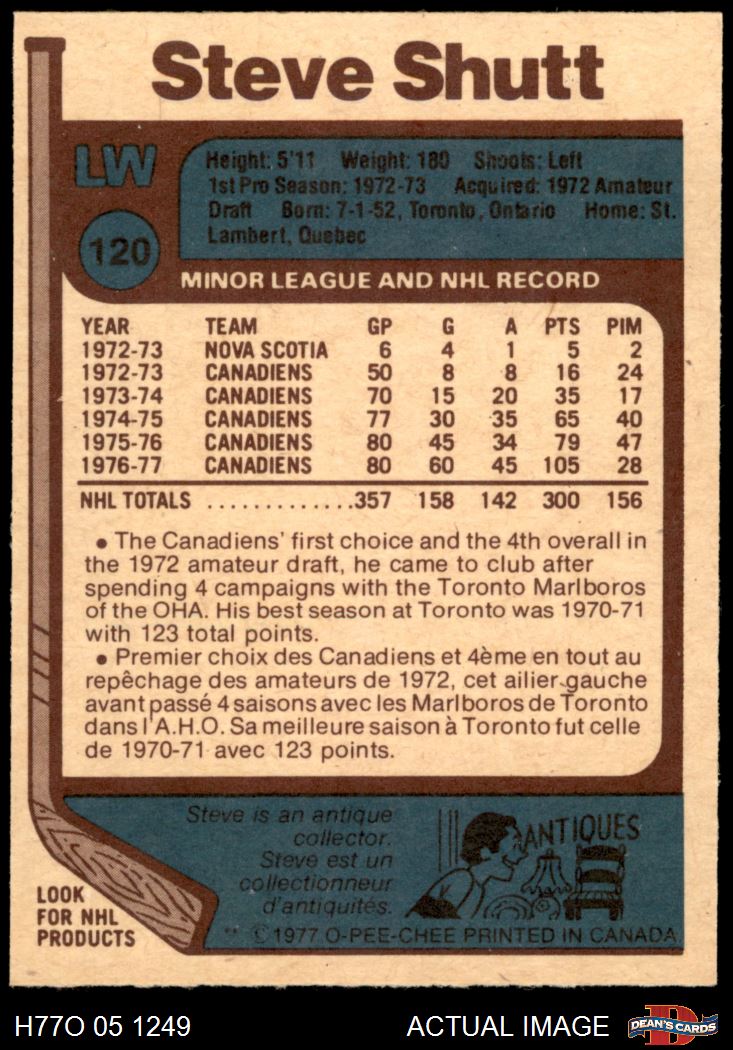 Steve Shutt
LW
Height: 5'11 Weight: 180 Shoots: Left
1st Pro Season: 1972-73 Acquired: 1972 Amateur
Draft Born: 7-1-52, Toronto, Ontario Home: St.
Lambert, Quebec
120
MINOR LEAGUE AND NHL RECORD
YEAR TEAM GP G A PTS PIM
1972-73 NOVA SCOTIA 6 4 1 5 2
1972-73 CANADIENS 50 8 8 16 24
1973-74 CANADIENS 70 15 20 35 17
1974-75 CANADIENS 77 30 35 65 40
1975-76 CANADIENS 80 45 34 79 47
1976-77 CANADIENS 80 60 45 105 28
NHL TOTALS .............357 158 142 300 156
• The Canadiens' first choice and the 4th overall in
the 1972 amateur draft, he came to club after
spending 4 campaigns with the Toronto Marlboros
of the OHA. His best season at Toronto was 1970-71
with 123 total points.
• Premier choix des Canadiens et 4ème en tout au
repêchage des amateurs de 1972, cet ailier gauche
avant passé 4 saisons avec les Marlboros de Toronto
dans l'A.H.O. Sa meilleure saison à Toronto fut celle
de 1970-71 avec 123 points.
Steve is an antique
collector.
Steve est un
collectionneur
d'antiquités.
ANTIQUES
LOOK
FOR NHL
PRODUCTS
** © 1977 O-PEE-CHEE PRINTED IN CANADA
H77O 05 1249 ACTUAL IMAGE
D
DEAN'S CARDS